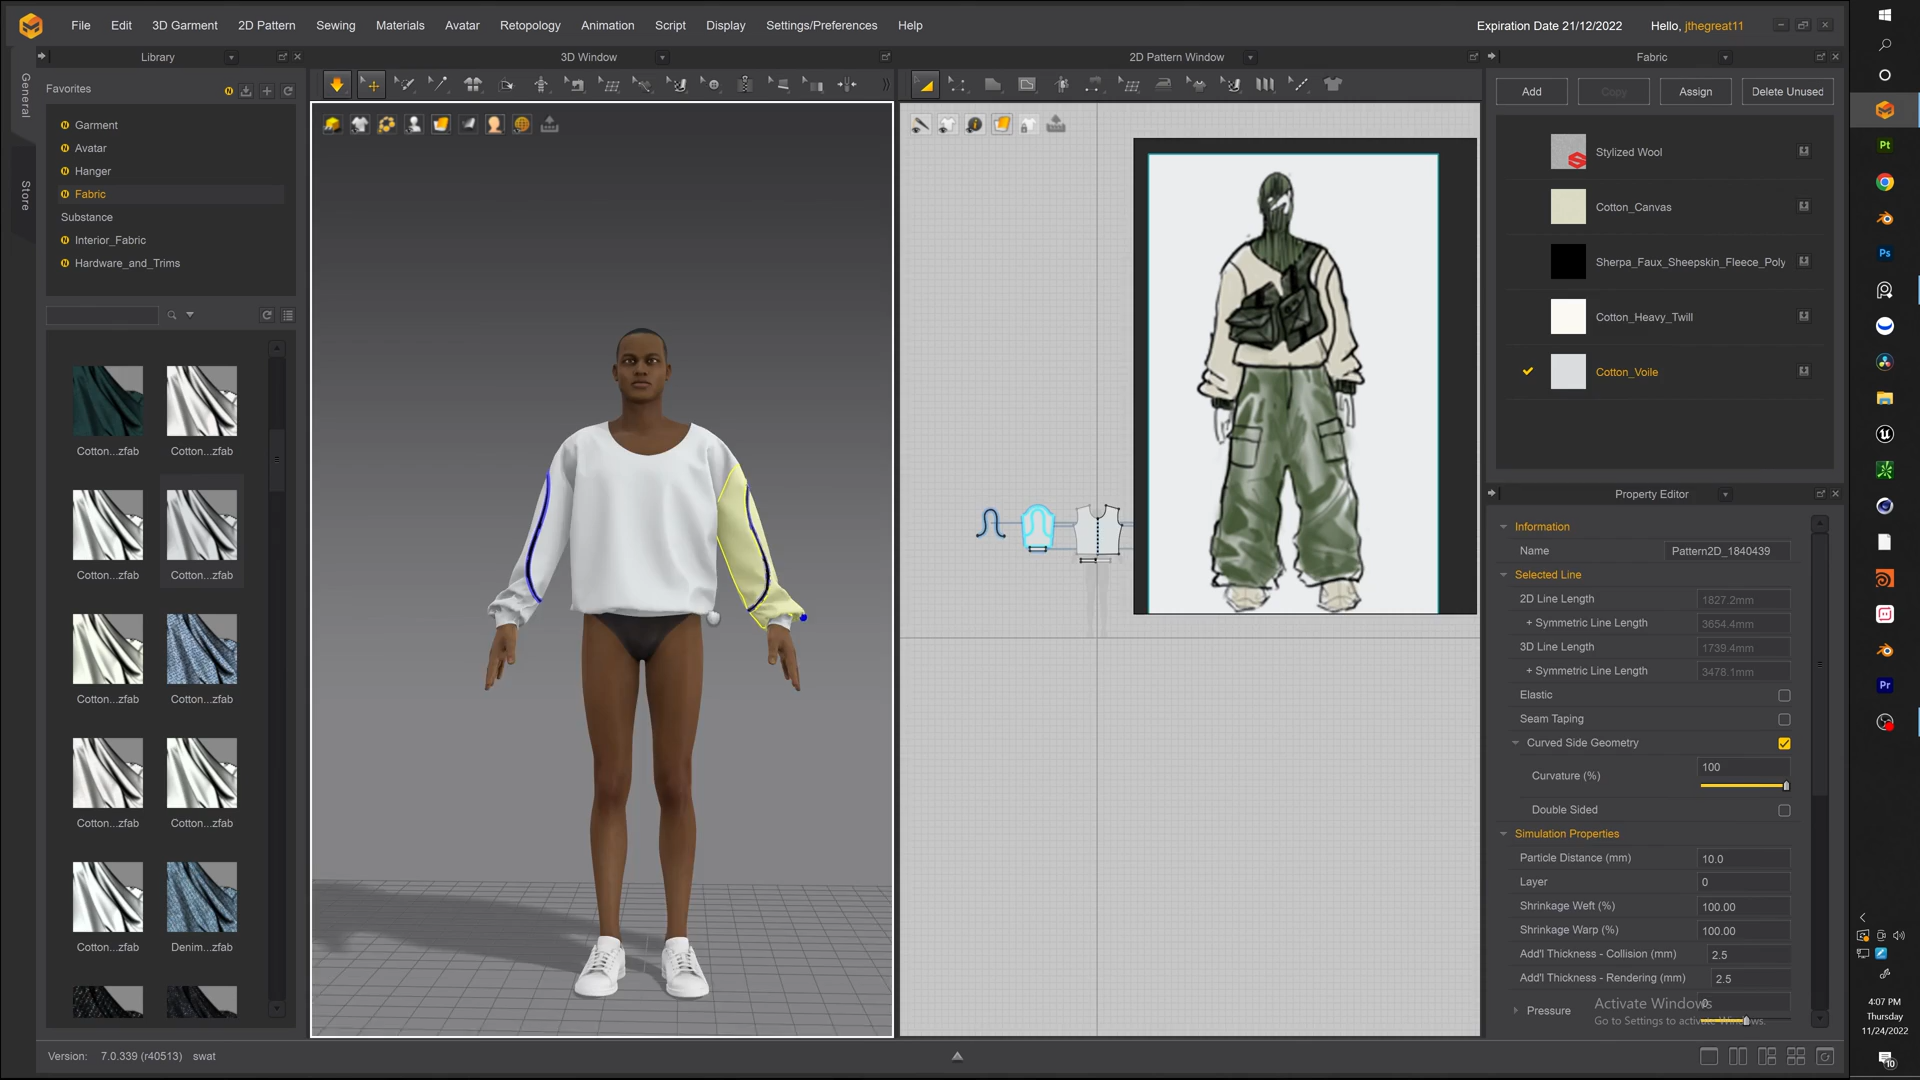 File Edit 3D Garment 2D Pattern Sewing Materials Avatar Retopology Animation Script Display Settings/Preferences Help
Expiration Date 21/12/2022 Hello, jthegreat11
Library
3D Window
2D Pattern Window
Fabric
General
Store
Favorites
Garment
Avatar
Hanger
Fabric
Substance
Interior_Fabric
Hardware_and_Trims
Cotton...zfab Cotton...zfab
Cotton...zfab Cotton...zfab
Cotton...zfab Cotton...zfab
Cotton...zfab Cotton...zfab
Cotton...zfab Denim...zfab
Add Copy Assign Delete Unused
Stylized Wool
Cotton_Canvas
Sherpa_Faux_Sheepskin_Fleece_Poly
Cotton_Heavy_Twill
Cotton_Voile
Property Editor
Information
Name Pattern2D_1840439
Selected Line
2D Line Length 1827.2mm
+ Symmetric Line Length 3654.4mm
3D Line Length 1739.4mm
+ Symmetric Line Length 3478.1mm
Elastic
Seam Taping
Curved Side Geometry
Curvature (%) 100
Double Sided
Simulation Properties
Particle Distance (mm) 10.0
Layer 0
Shrinkage Weft (%) 100.00
Shrinkage Warp (%) 100.00
Add'l Thickness - Collision (mm) 2.5
Add'l Thickness - Rendering (mm) 2.5
Pressure 0
Activate Windows
Go to Settings to activate Windows.
Version: 7.0.339 (r40513) swat
Pt
Ps
Pr
4:07 PM
Thursday
11/24/2022
10